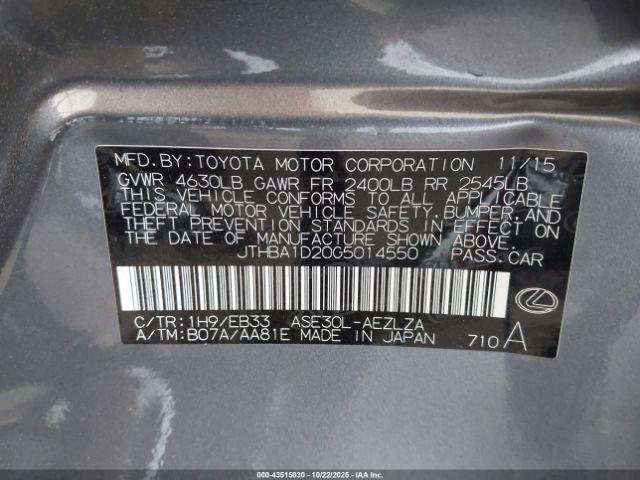 MFD.BY:TOYOTA MOTOR CORPORATION 11/15
GVWR 4630LB GAWR FR 2400LB RR 2545LB
THIS VEHICLE CONFORMS TO ALL APPLICABLE
FEDERAL MOTOR VEHICLE SAFETY,BUMPER,AND
THEFT PREVENTION STANDARDS IN EFFECT ON
THE DATE OF MANUFACTURE SHOWN ABOVE.
JTHBA1D20G5014550 PASS.CAR
C/TR:1H9/EB33 ASE30L-AEZLZA
A/TM:B07A/AA81E MADE IN JAPAN 710 A
000-43515830 - 10/22/2025 - IAAI.COM